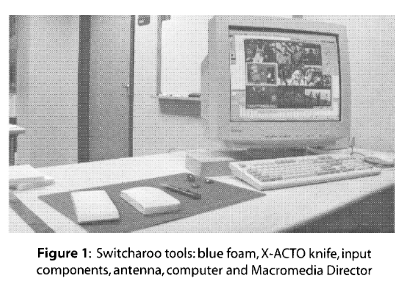 Figure 1: Switcharoo tools: blue foam, X-ACTO knife, input
components, antenna, computer and Macromedia Director